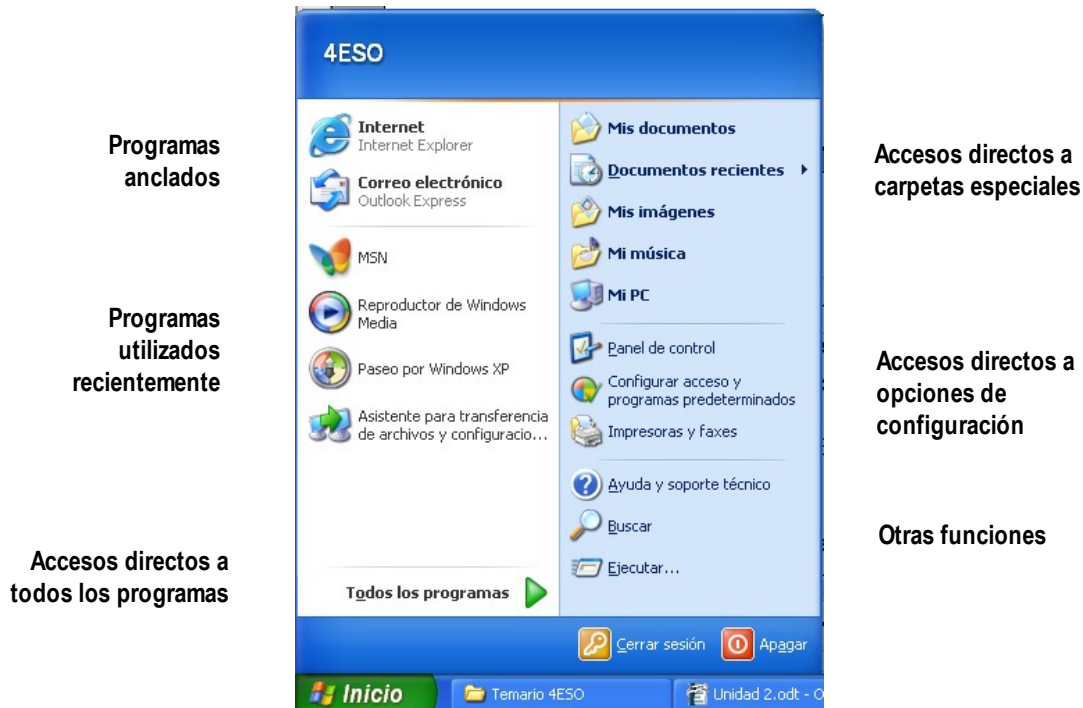 4ESO
Programas
anclados
Internet
Internet Explorer
Correo electrónico
Outlook Express
MSN
Programas
utilizados
recientemente
Reproductor de Windows
Media
Paseo por Windows XP
Asistente para transferencia
de archivos y configuracio...
Accesos directos a
todos los programas
Todos los programas
Mis documentos
Documentos recientes
Mis imágenes
Mi música
Mi PC
Accesos directos a
carpetas especiales
Panel de control
Configurar acceso y
programas predeterminados
Impresoras y faxes
Accesos directos a
opciones de
configuración
Ayuda y soporte técnico
Buscar
Ejecutar...
Otras funciones
Cerrar sesión
Apagar
Inicio
Temario 4ESO
Unidad 2.odt - O